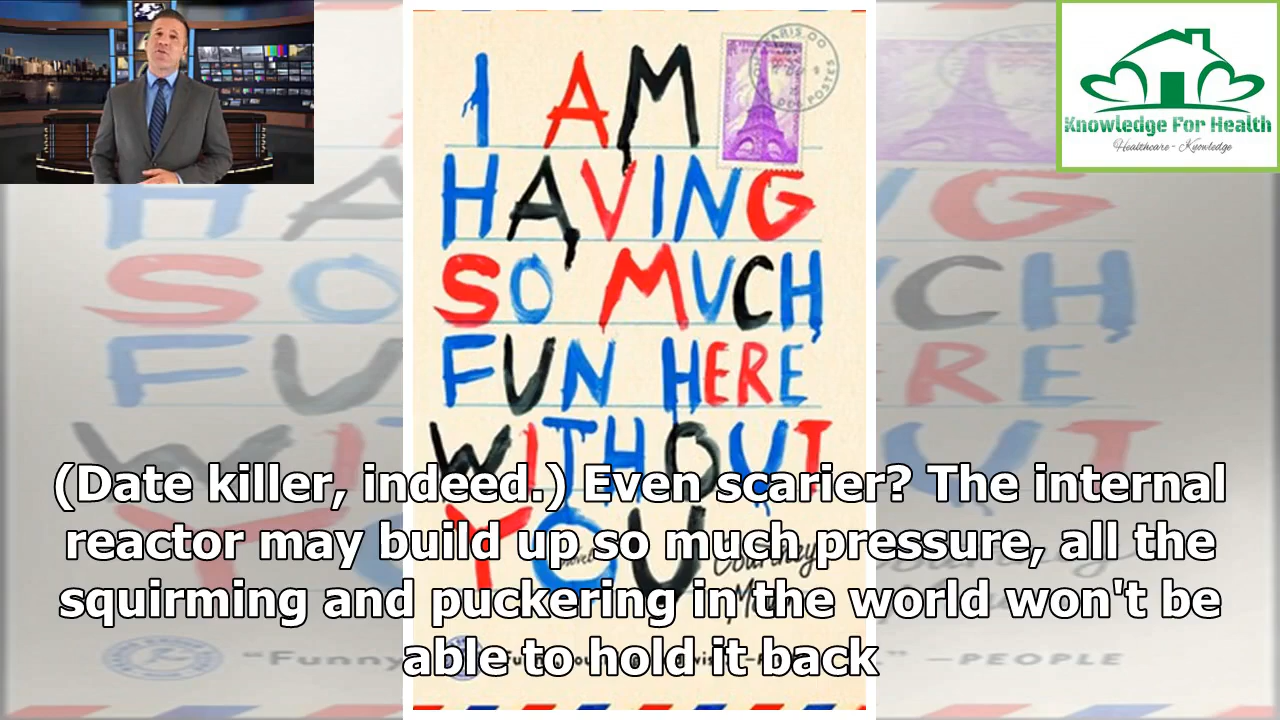 I AM
HAVING
SO MUCH
FUN HERE
WITHOUT
YOU
Courtney
Knowledge For Health
Healthcare - Knowledge
(Date killer, indeed.) Even scarier? The internal
reactor may build up so much pressure, all the
squirming and puckering in the world won't be
able to hold it back
"Funny
—PEOPLE